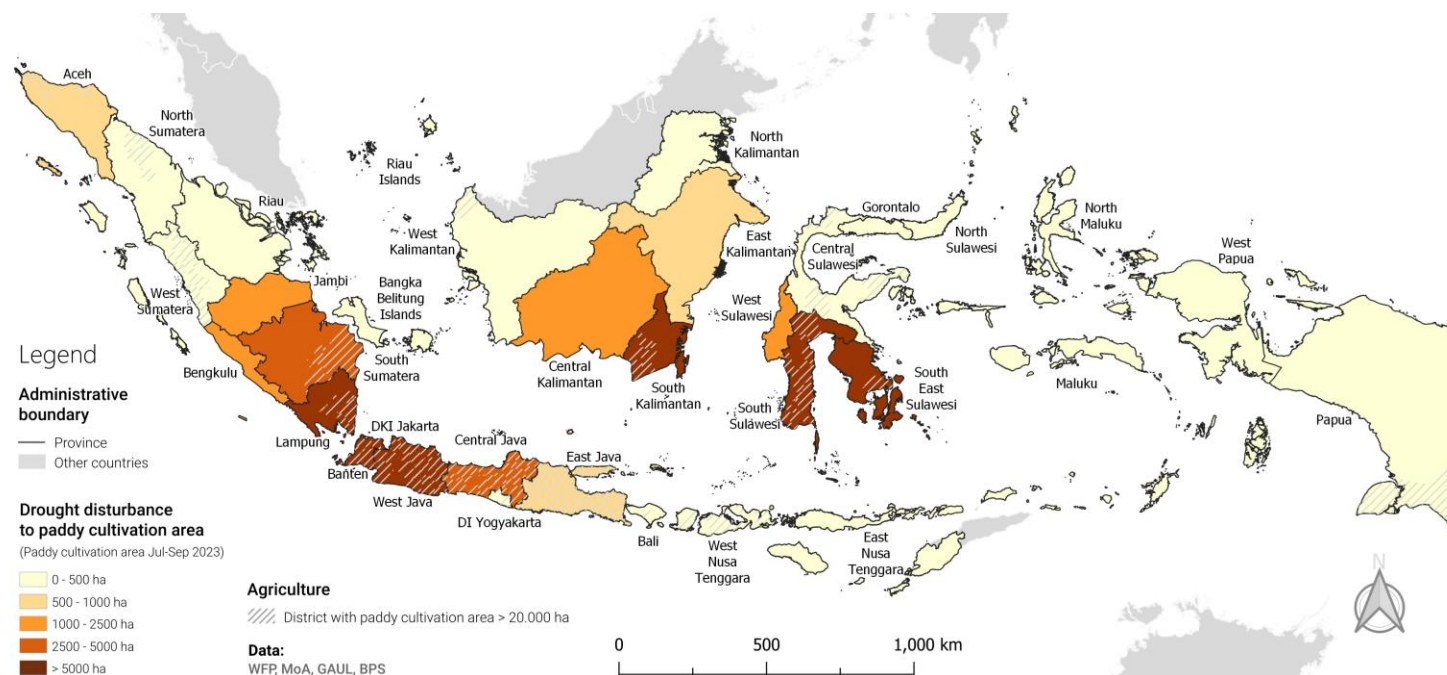 Aceh
North
Sumatera
Riau
Islands
Riau
North
Kalimantan
West
Kalimantan
East
Kalimantan
Gorontalo
Central
Sulawesi
North
Sulawesi
North
Maluku
West
Papua
West
Sumatera
Jambi
Bangka
Belitung
Islands
West
Sulawesi
Bengkulu
South
Sumatera
Central
Kalimantan
South
Kalimantan
South
Sulawesi
South
East
Sulawesi
Maluku
Papua
Lampung
DKI Jakarta
Central Java
East Java
Banten
West Java
DI Yogyakarta
Bali
West
Nusa
Tenggara
East
Nusa
Tenggara
Legend
Administrative
boundary
Province
Other countries
Drought disturbance
to paddy cultivation area
(Paddy cultivation area Jul-Sep 2023)
0 - 500 ha
500 - 1000 ha
1000 - 2500 ha
2500 - 5000 ha
> 5000 ha
Agriculture
District with paddy cultivation area > 20.000 ha
Data:
WFP, MoA, GAUL, BPS
0 500 1,000 km
N